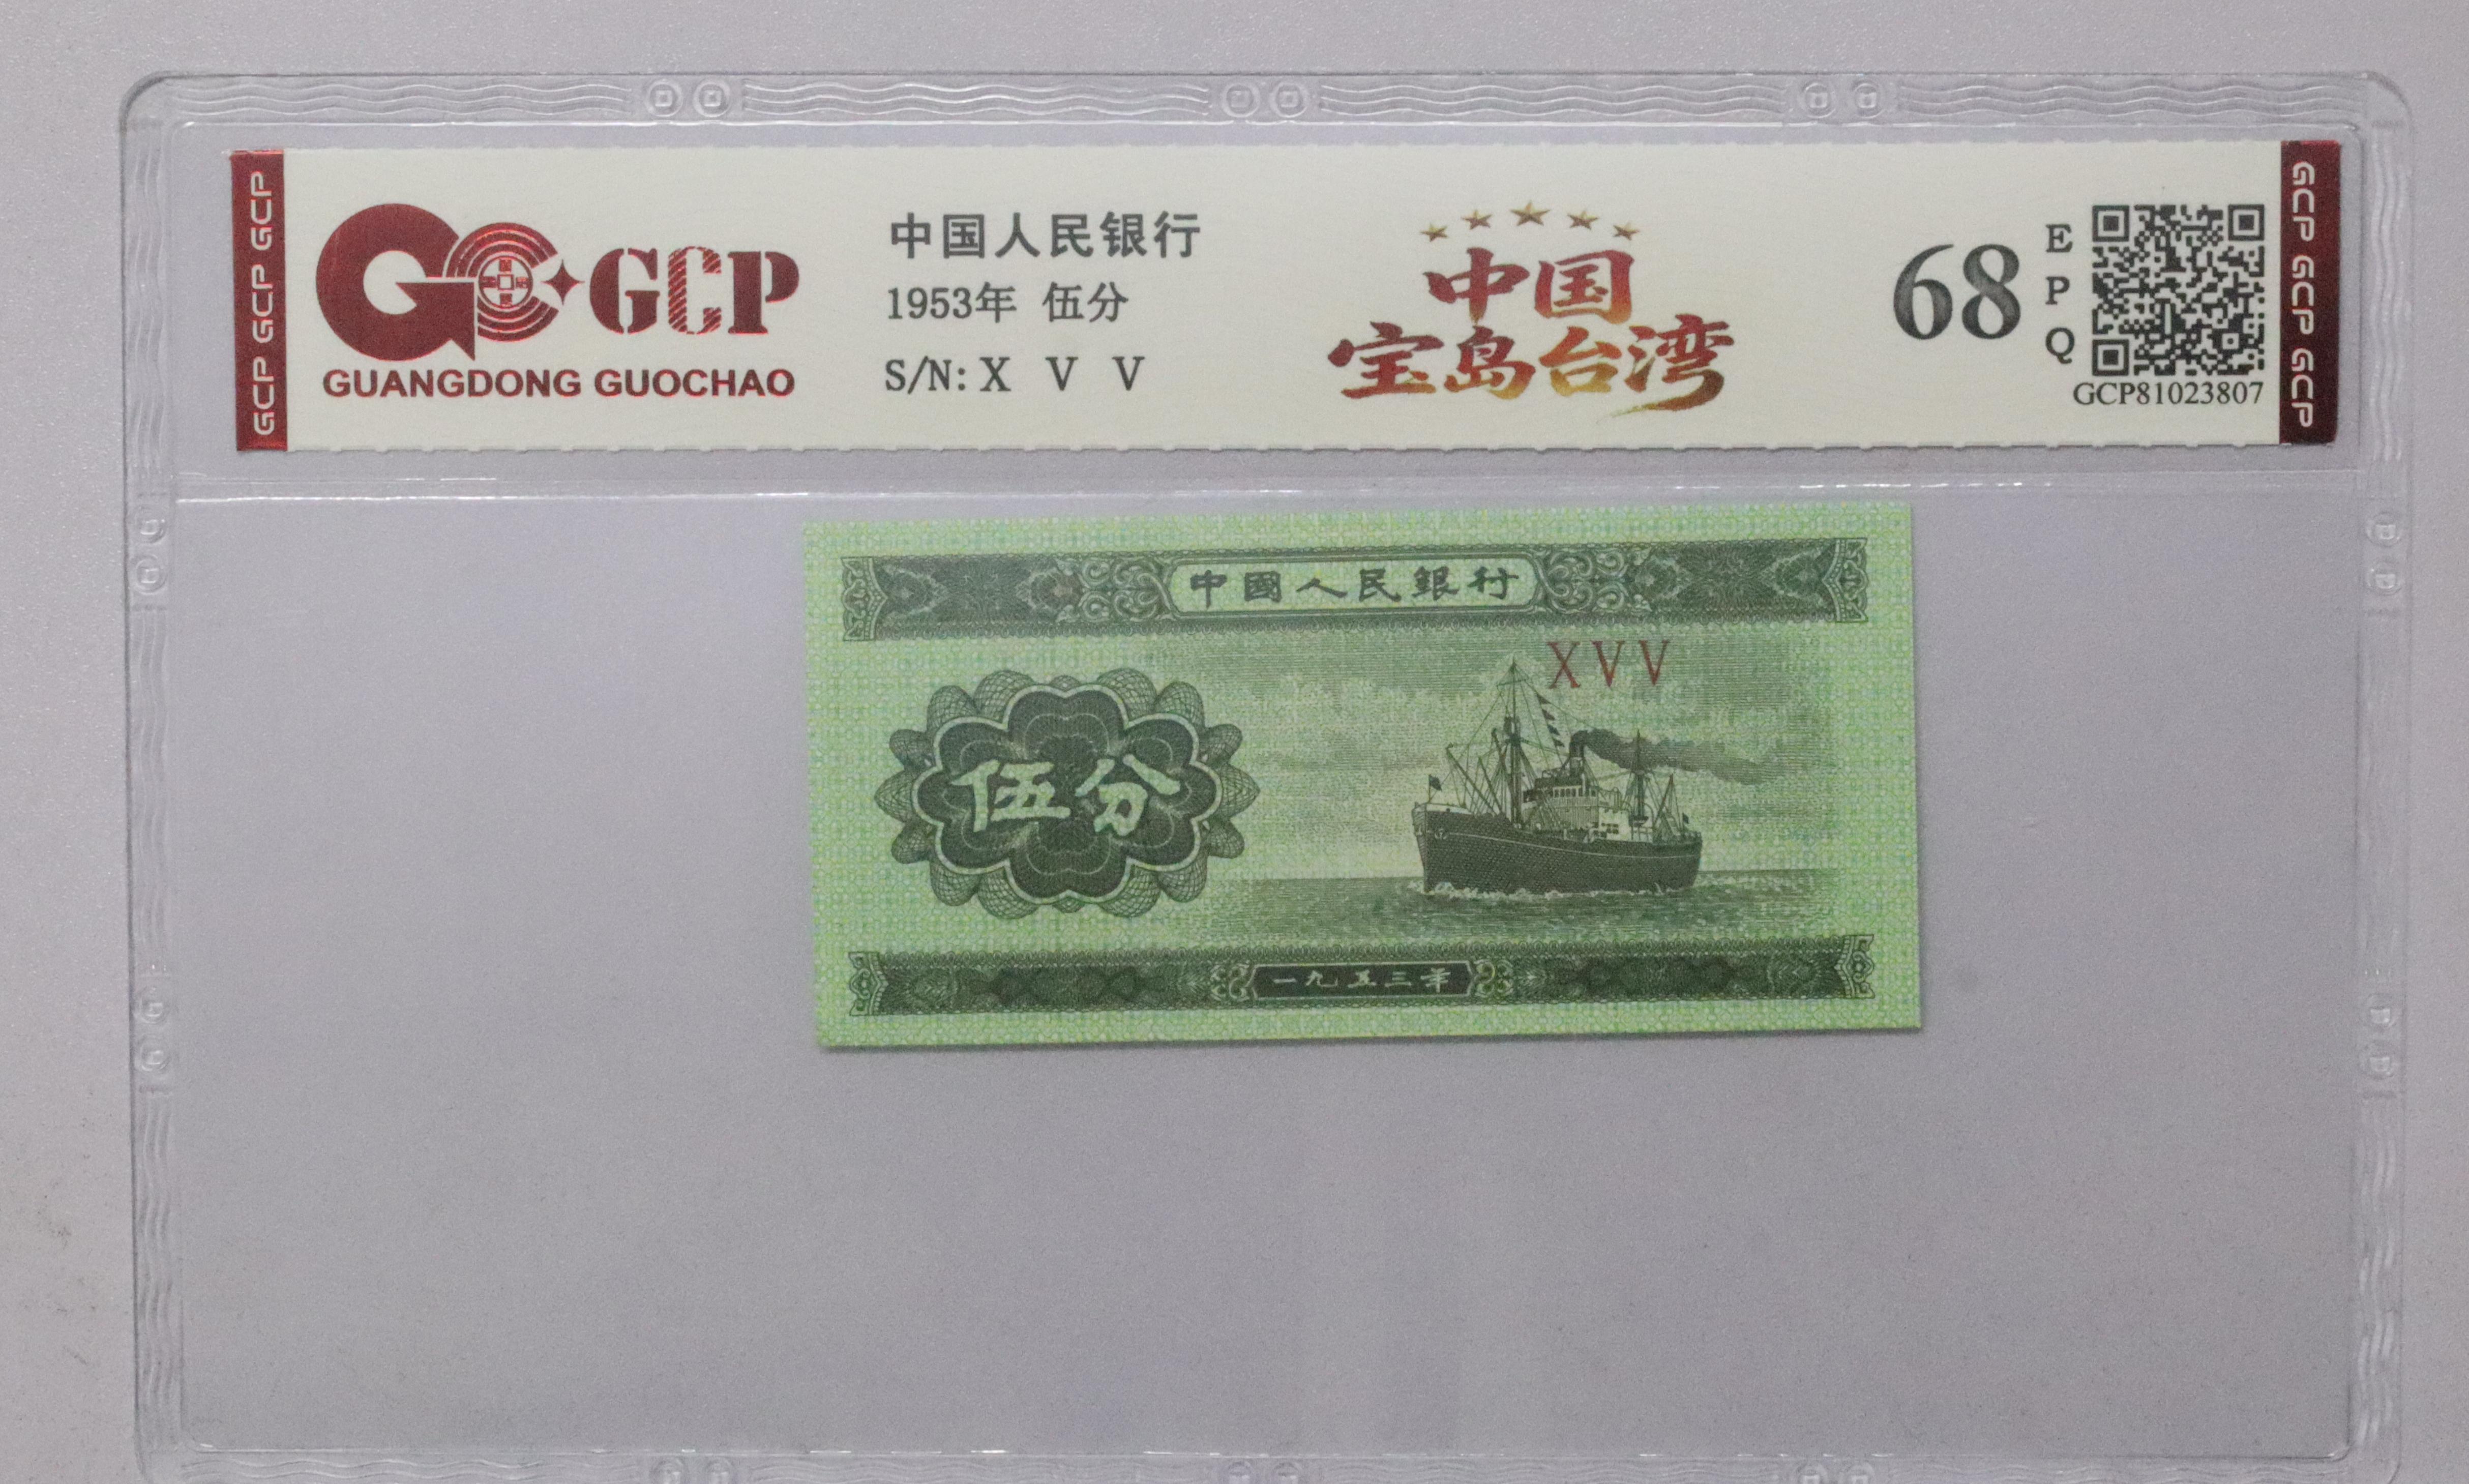 GCP GCP GCP
GCP
GUANGDONG GUOCHAO
中国人民银行
1953年 伍分
S/N: X V V
中国
宝岛台湾
68
E
P
Q
GCP81023807
GCP GCP GCP
中國人民銀行
XVV
伍分
一九五三年